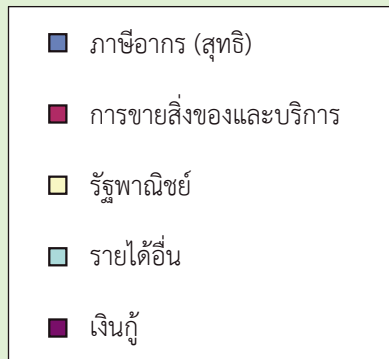 ภาษีอากร (สุทธิ)
การขายสิ่งของและบริการ
รัฐพาณิชย์
รายได้อื่น
เงินกู้